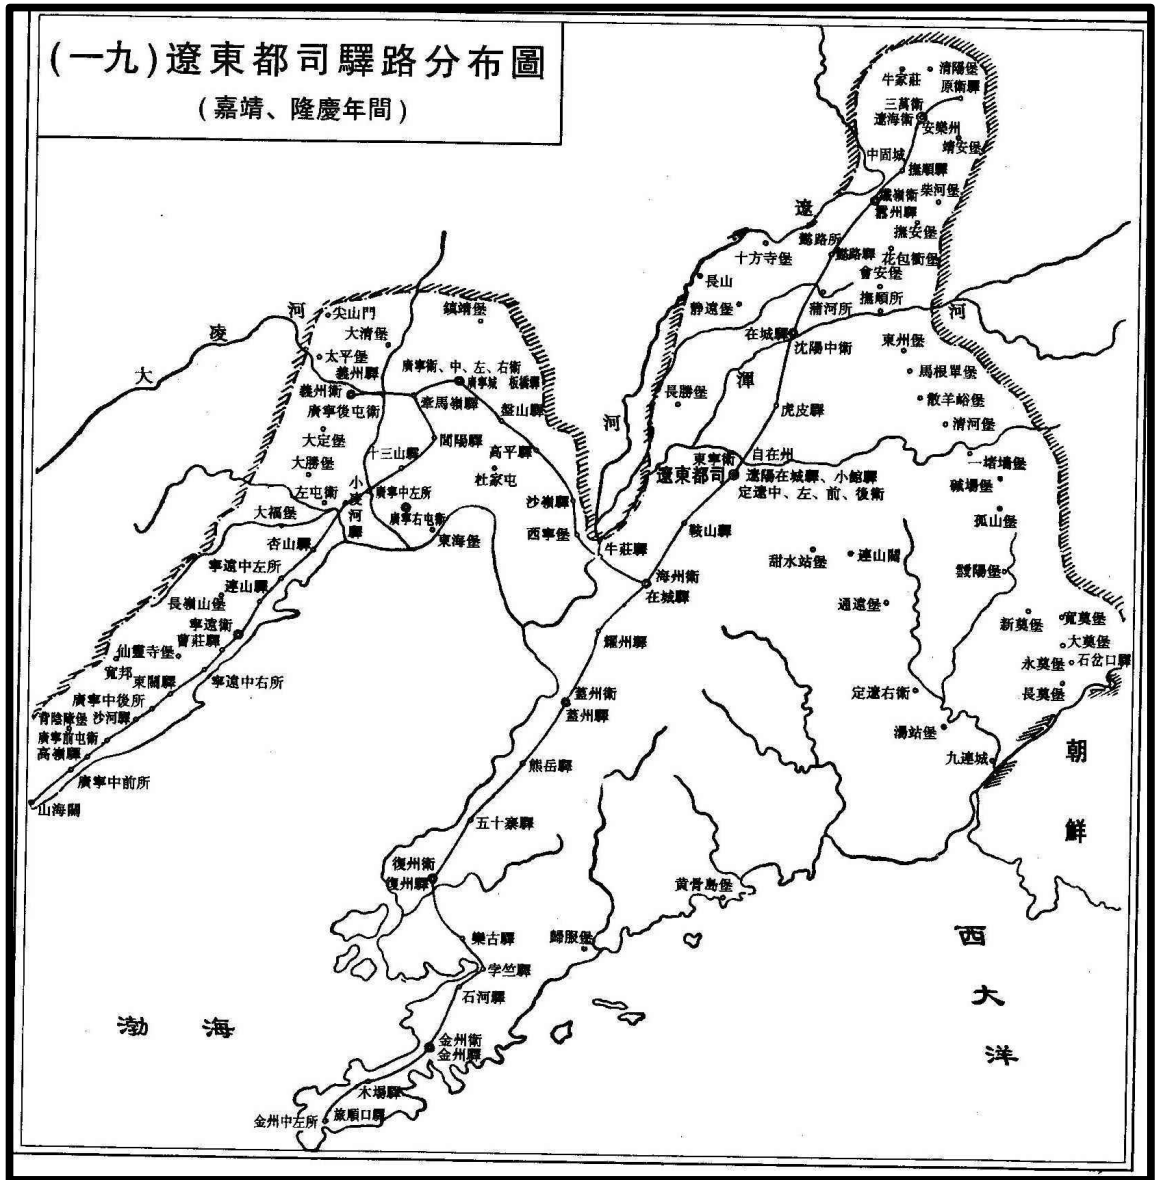 (一九)遼東都司驛路分布圖
(嘉靖、隆慶年間)
牛家莊
清陽堡
原衛驛
三萬衛
遼海衛
安樂州
靖安堡
中固城
撫順驛
鐵嶺衛
柴河堡
撫安堡
遼
懿路所
懿路驛
花包衝堡
十方寺堡
會安堡
長山
靜遠堡
蒲河所
撫順所
河
在城驛
瀋陽中衛
東州堡
馬根單堡
散羊峪堡
清河堡
渾
長勝堡
虎皮驛
河
自在州
東寧衛
遼東都司
遼陽在城驛、小館驛
定遼中、左、前、後衛
一堵墻堡
鹹場堡
孤山堡
鞍山驛
甜水站堡
連山關
靉陽堡
通遠堡
新奠堡
寬奠堡
大奠堡
永奠堡
石岔口驛
長奠堡
定遼右衛
湯站堡
九連城
朝鮮
河
凌
大
尖山門
大清堡
鎮靖堡
太平堡
義州驛
義州衛
廣寧衛、中、左、右衛
廣寧城
板橋驛
牽馬嶺驛
盤山驛
廣寧後屯衛
大定堡
閭陽驛
高平驛
十三山驛
大勝堡
杜家屯
左屯衛
小凌河驛
廣寧中左所
沙嶺驛
大福堡
廣寧右屯衛
東海堡
西寧堡
牛莊驛
杏山驛
寧遠中左所
連山驛
海州衛
在城驛
長嶺山堡
寧遠衛
曹莊驛
仙靈寺堡
寬邦
東關驛
寧遠中右所
廣寧中後所
背陰障堡
沙河驛
廣寧前屯衛
高嶺驛
廣寧中前所
山海關
耀州驛
蓋州衛
蓋州驛
熊岳驛
五十寨驛
復州衛
復州驛
黃骨島堡
欒古驛
歸服堡
孛竺驛
石河驛
金州衛
金州驛
木場驛
旅順口驛
金州中左所
渤海
西大洋